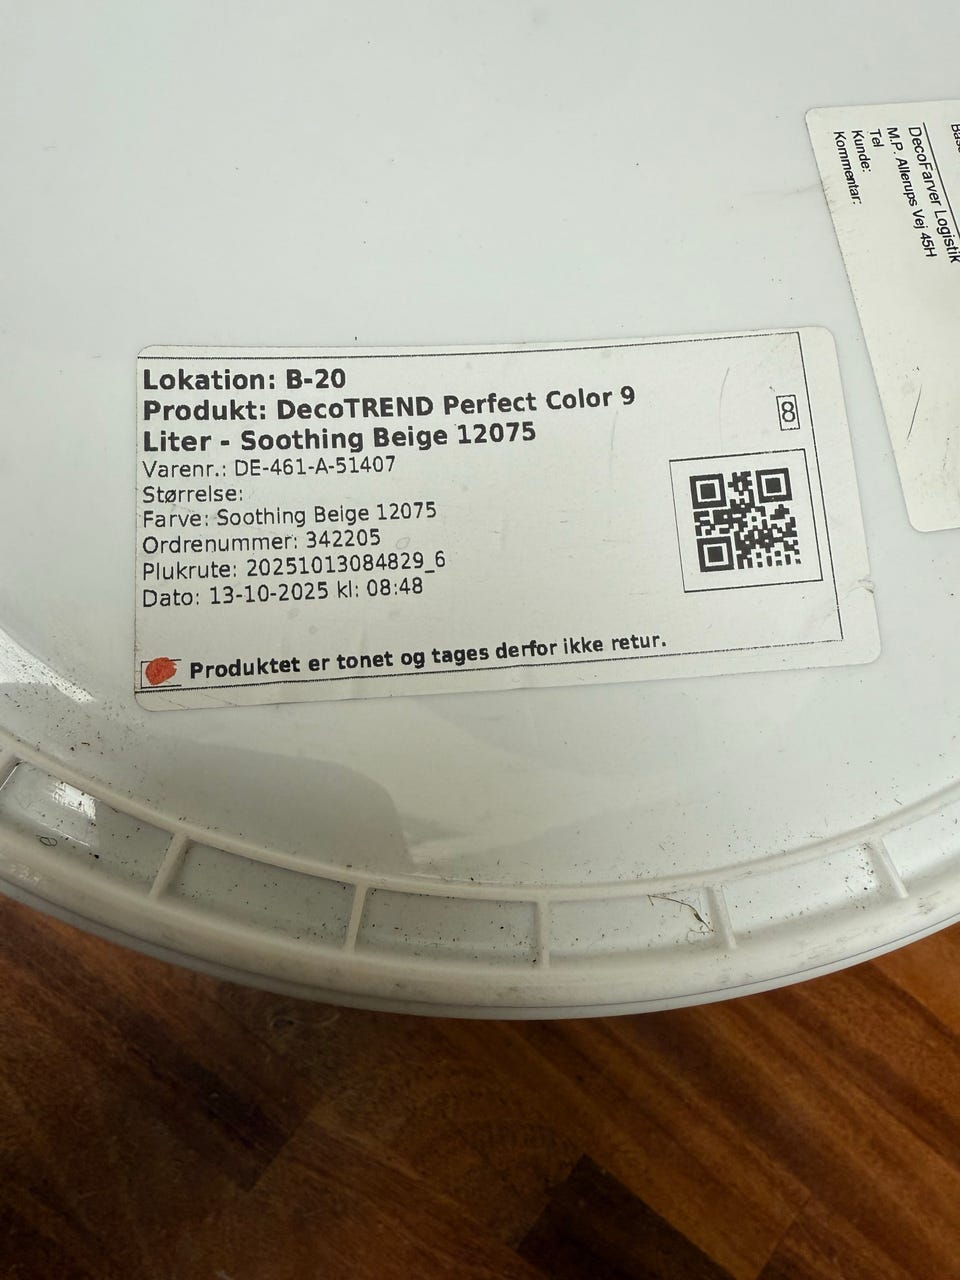 Lokation: B-20
Produkt: DecoTREND Perfect Color 9
Liter - Soothing Beige 12075
Varenr.: DE-461-A-51407
Størrelse:
Farve: Soothing Beige 12075
Ordrenummer: 342205
Plukrute: 20251013084829_6
Dato: 13-10-2025 kl: 08:48
Produktet er tonet og tages derfor ikke retur.
8
DecoFarver Logistik
M.P. Allerups Vej 45H
Tel
Kunde:
Kommentar: